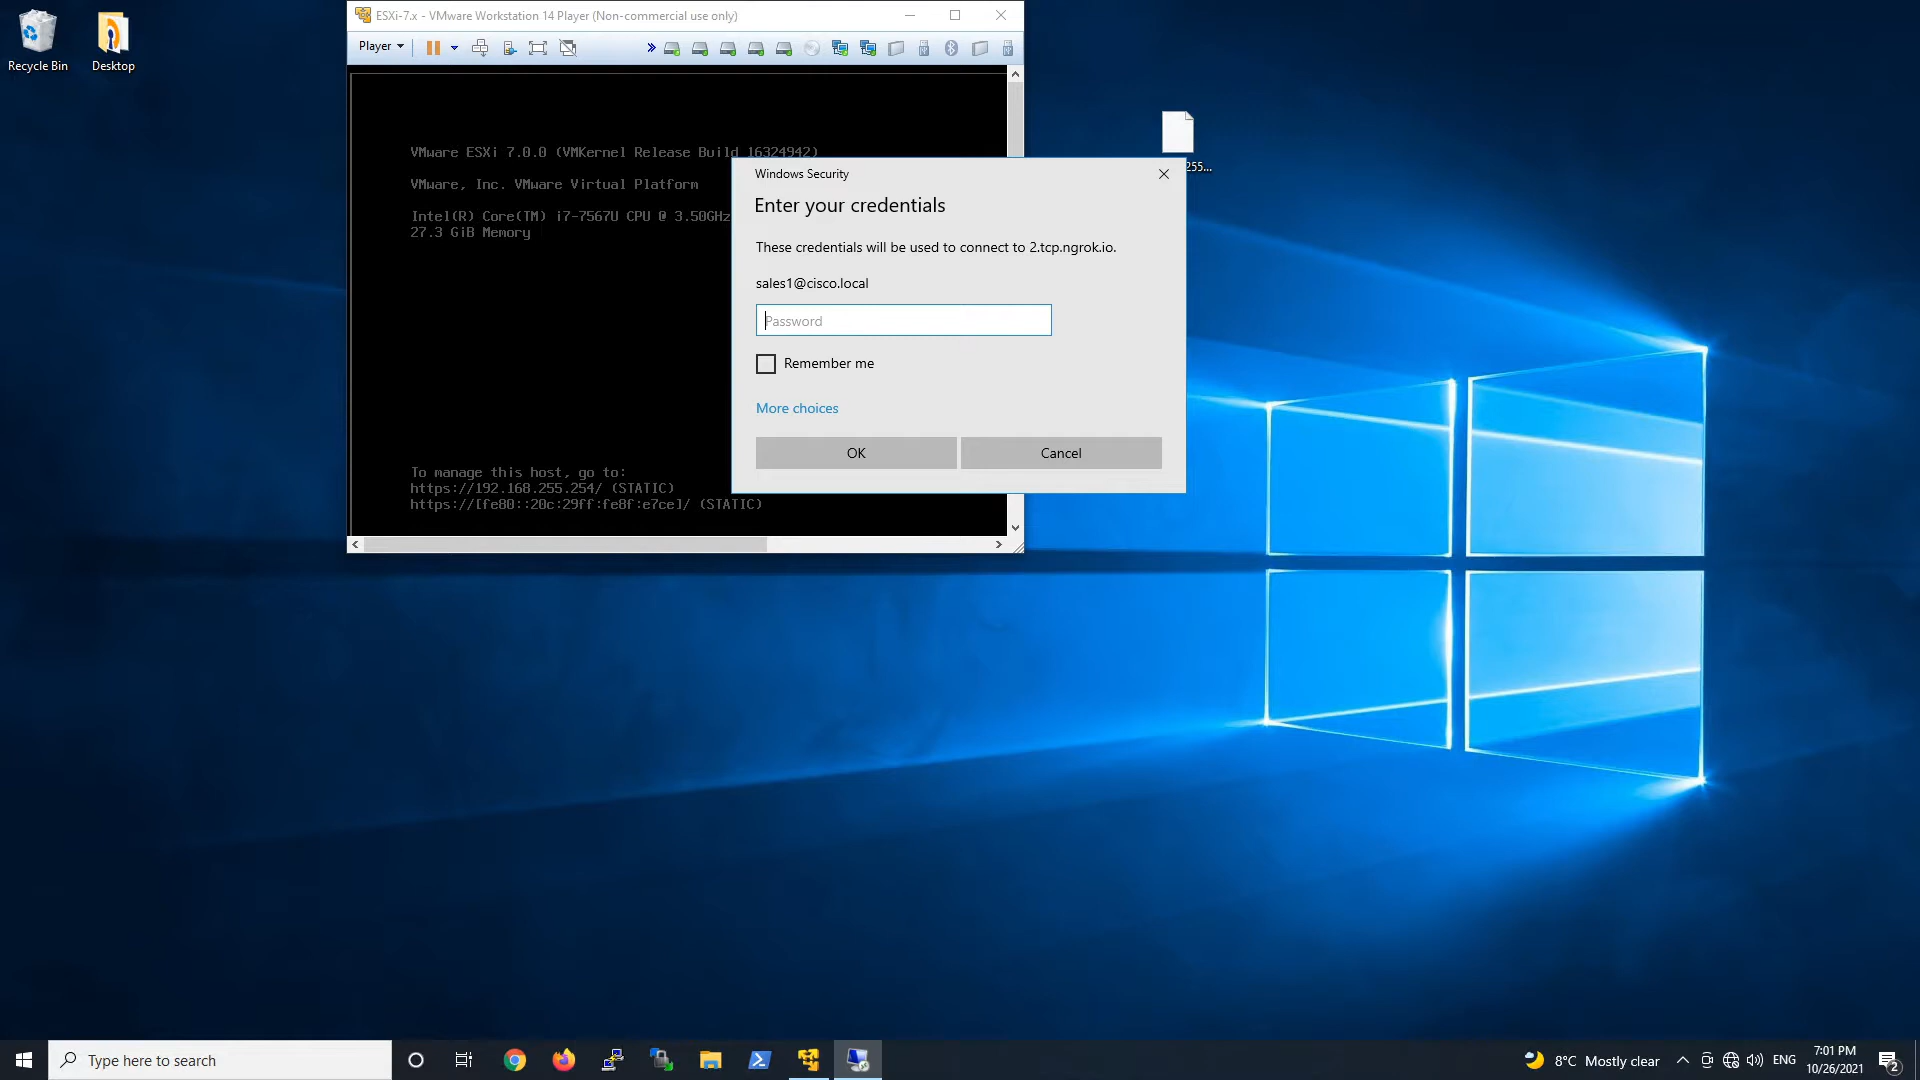 Recycle Bin
Desktop
ESXi-7.x - VMware Workstation 14 Player (Non-commercial use only)
Player
VMware ESXi 7.0.0 (VMKernel Release Build 16324942)
VMware, Inc. VMware Virtual Platform
Intel(R) Core(TM) i7-7567U CPU @ 3.50GHz
27.3 GiB Memory
To manage this host, go to:
https://192.168.255.254/ (STATIC)
https://[fe80::20c:29ff:fe8f:e7ce]/ (STATIC)
255...
Windows Security
Enter your credentials
These credentials will be used to connect to 2.tcp.ngrok.io.
sales1@cisco.local
Password
Remember me
More choices
OK
Cancel
Type here to search
8°C Mostly clear
ENG
7:01 PM
10/26/2021
2